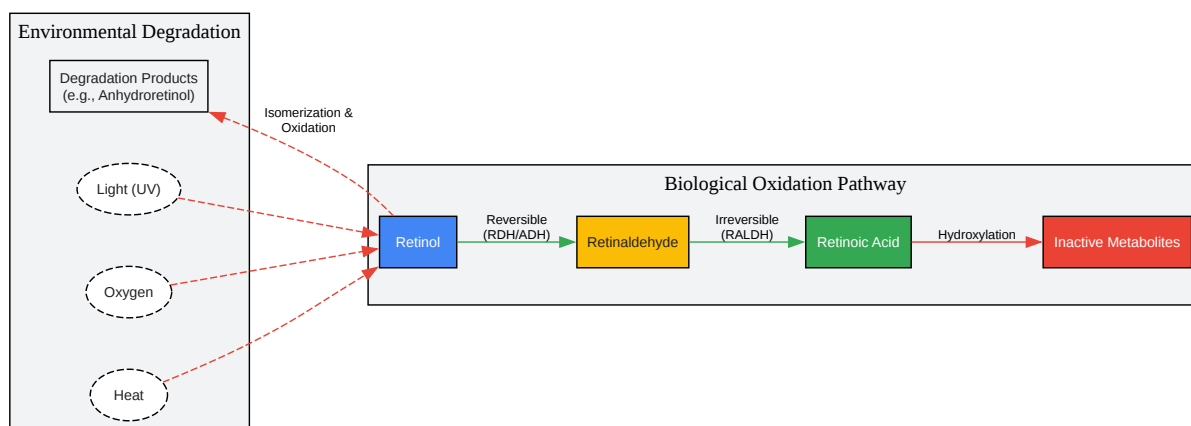 Environmental Degradation
Degradation Products
(e.g., Anhydroretinol)
Isomerization &
Oxidation
Light (UV)
Oxygen
Heat
Biological Oxidation Pathway
Retinol
Reversible
(RDH/ADH)
Retinaldehyde
Irreversible
(RALDH)
Retinoic Acid
Hydroxylation
Inactive Metabolites